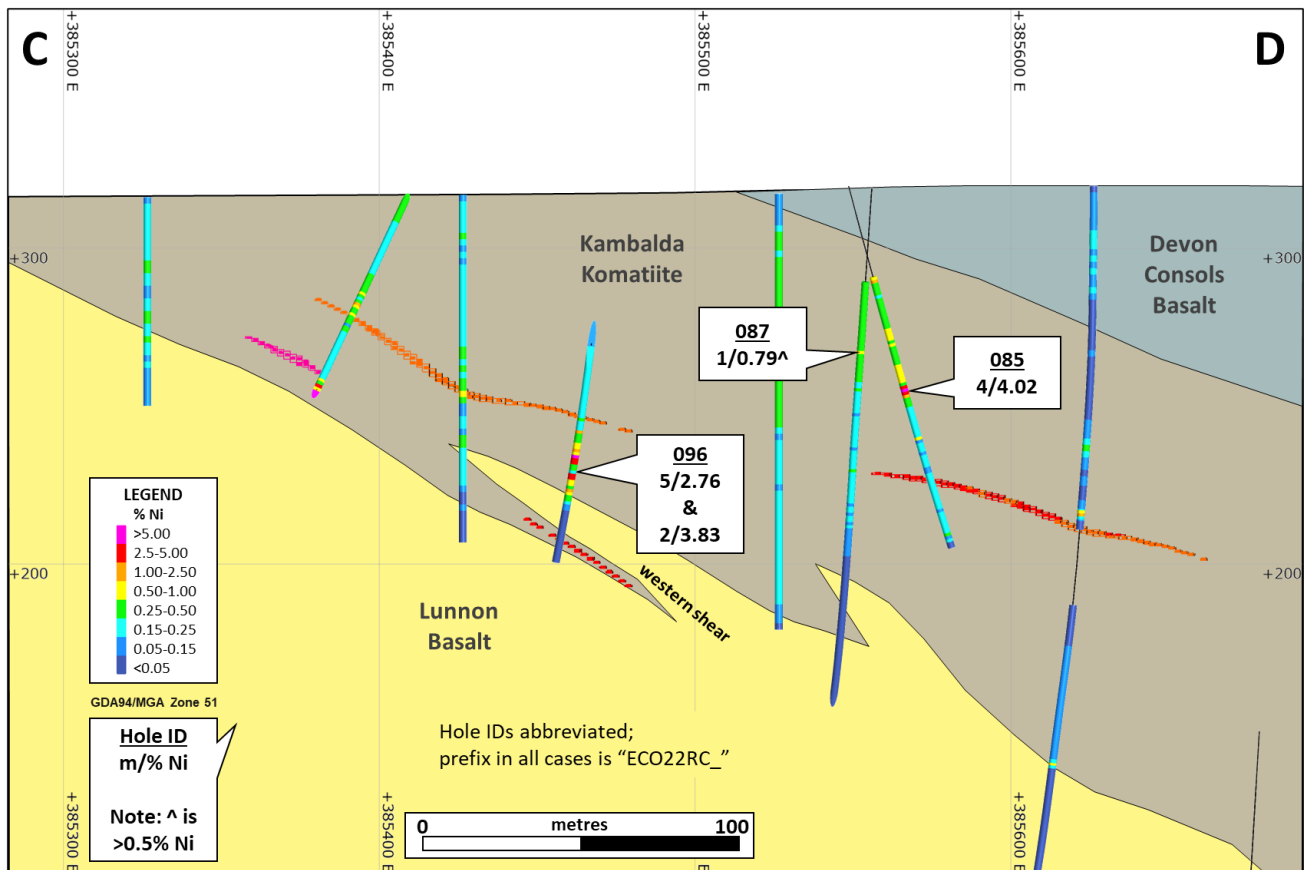 C
D
+385300 E
+385400 E
+385500 E
+385600 E
Kambalda
Komatiite
Devon
Consols
Basalt
+300
+300
087
1/0.79^
085
4/4.02
096
5/2.76
&
2/3.83
LEGEND
% Ni
>5.00
2.5-5.00
1.00-2.50
0.50-1.00
0.25-0.50
0.15-0.25
0.05-0.15
<0.05
+200
+200
western shear
Lunnon
Basalt
GDA94/MGA Zone 51
Hole ID
m/% Ni
Note: ^ is
>0.5% Ni
Hole IDs abbreviated;
prefix in all cases is “ECO22RC_”
0 metres 100
+385300 E
+385400 E
E
+385600 E